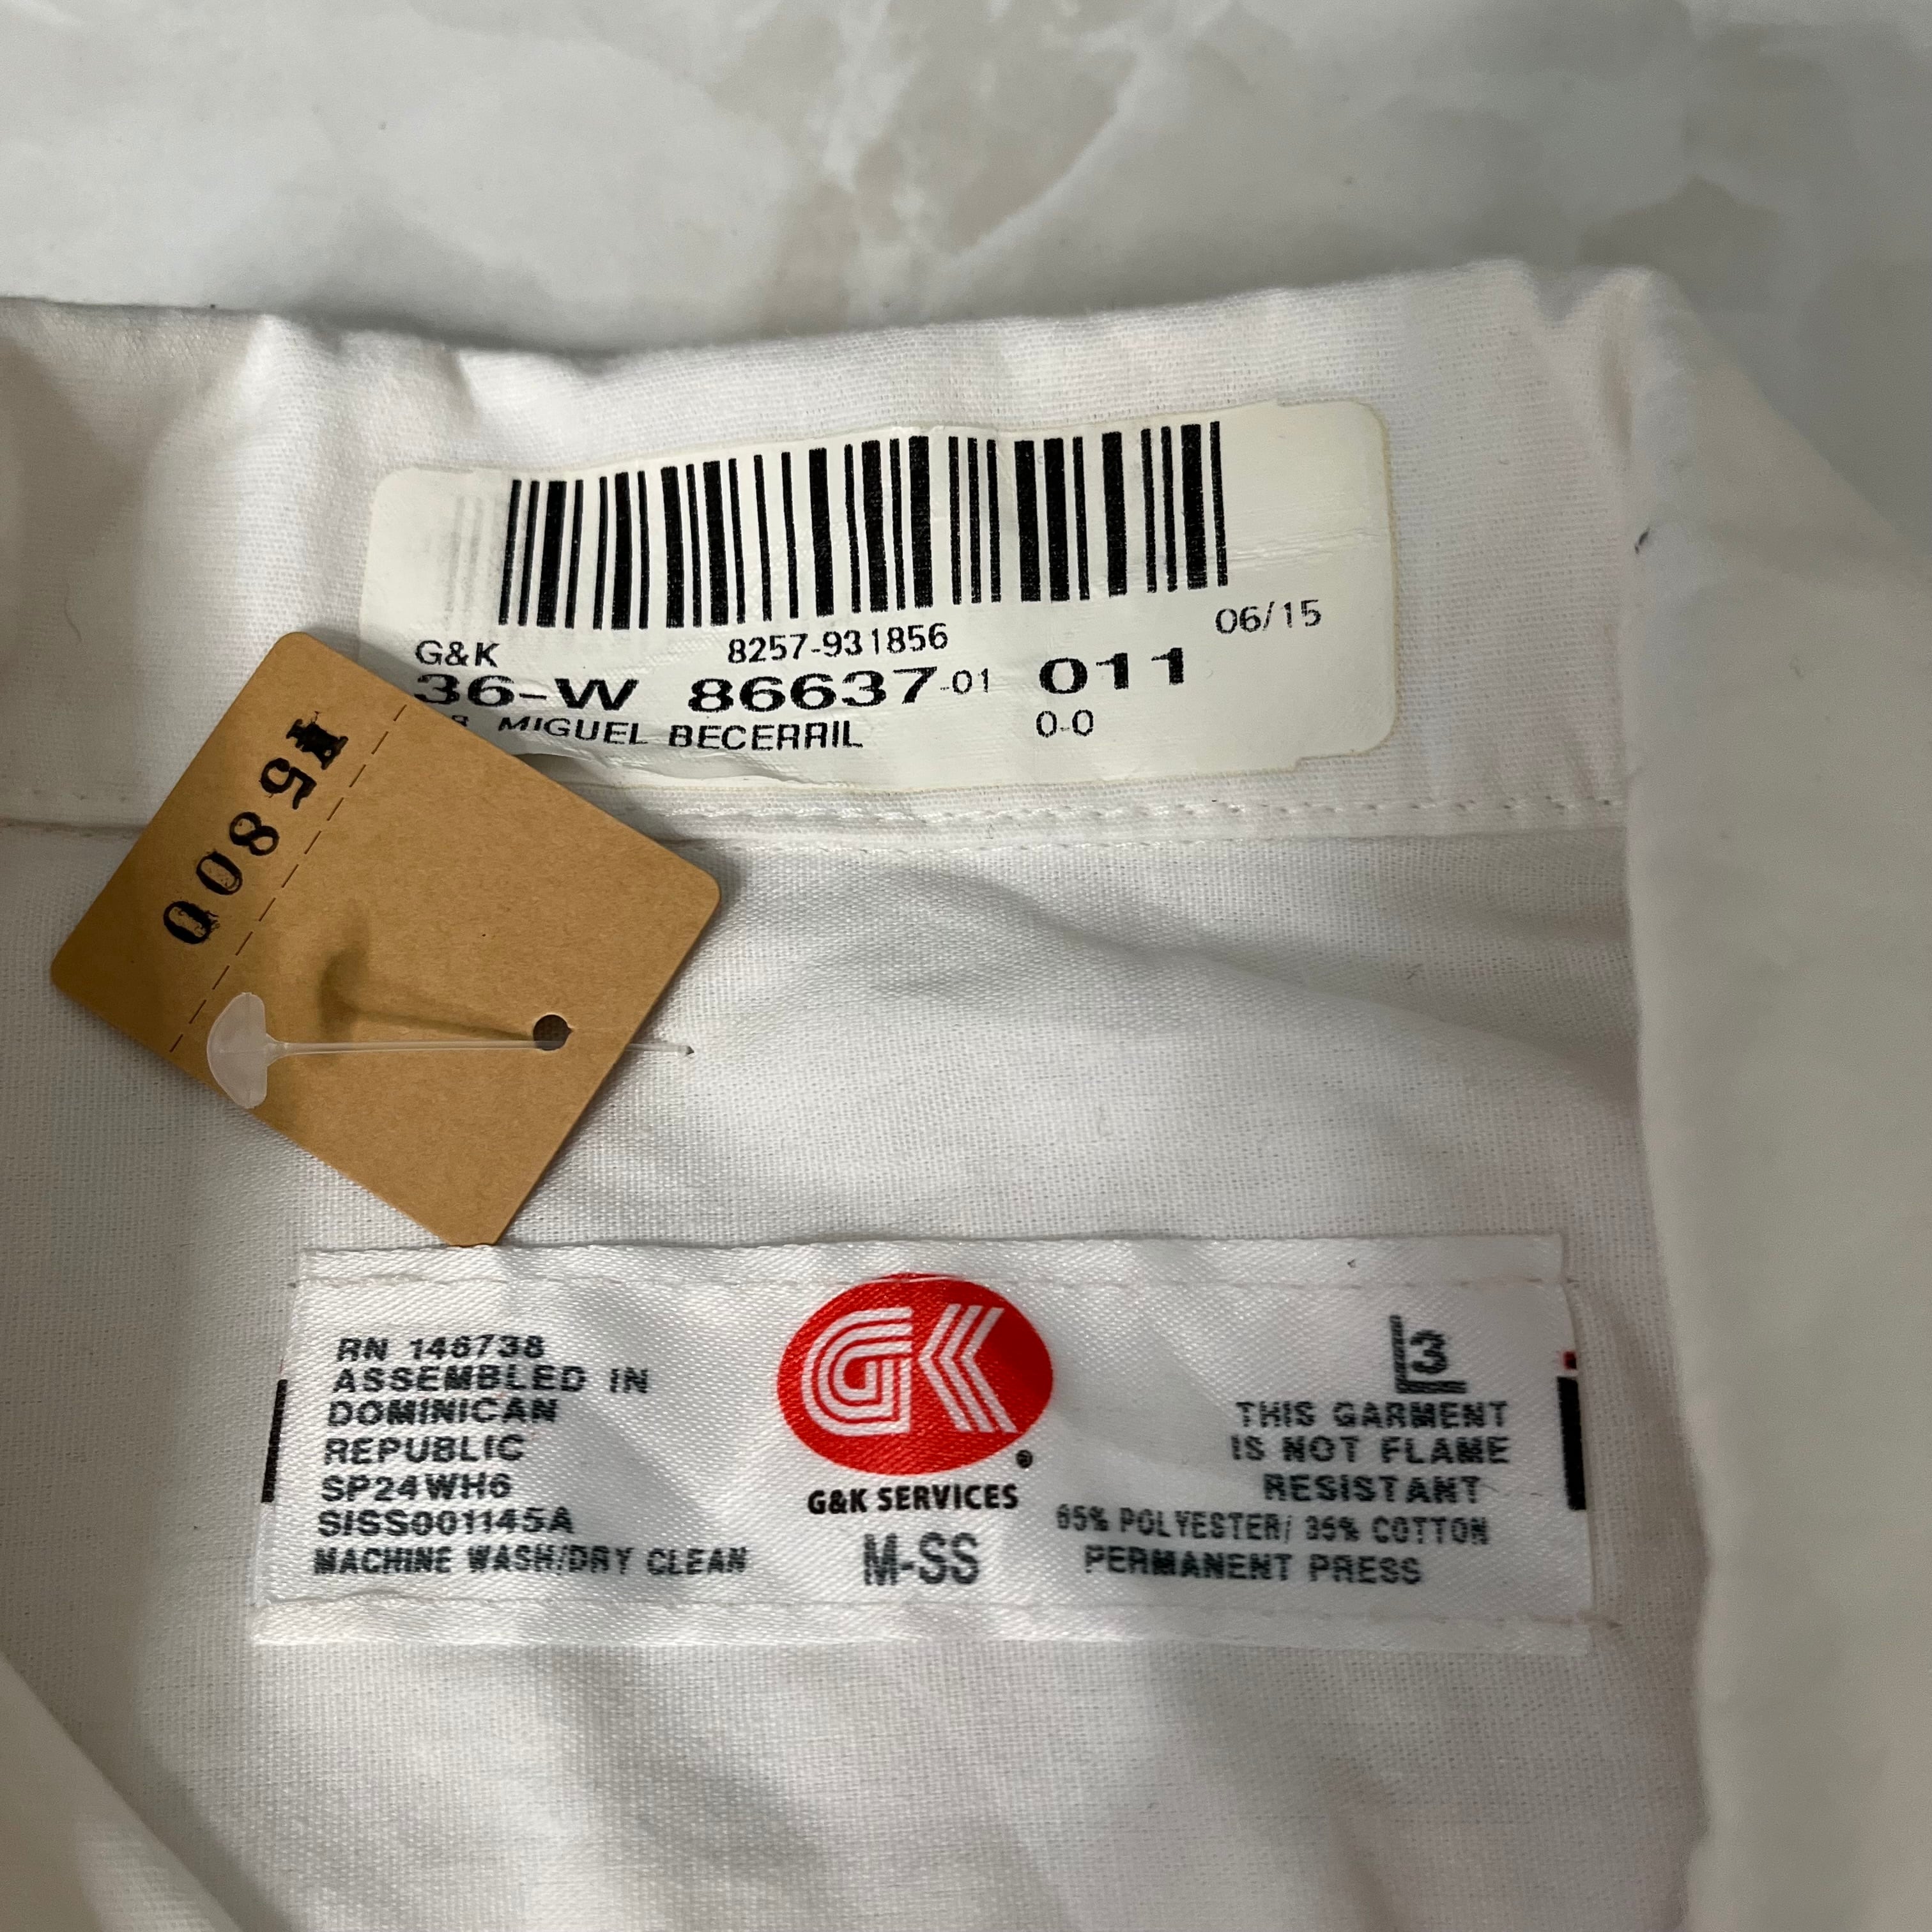 G&K 8257-931856 06/15
36-W 86637-01 011
MIGUEL BECERRIL 0-0
¥5800
GK
G&K SERVICES
M-SS
RN 146738
ASSEMBLED IN
DOMINICAN
REPUBLIC
SP24WH6
SISS001145A
MACHINE WASH/DRY CLEAN
L3
THIS GARMENT
IS NOT FLAME
RESISTANT
65% POLYESTER/ 35% COTTON
PERMANENT PRESS